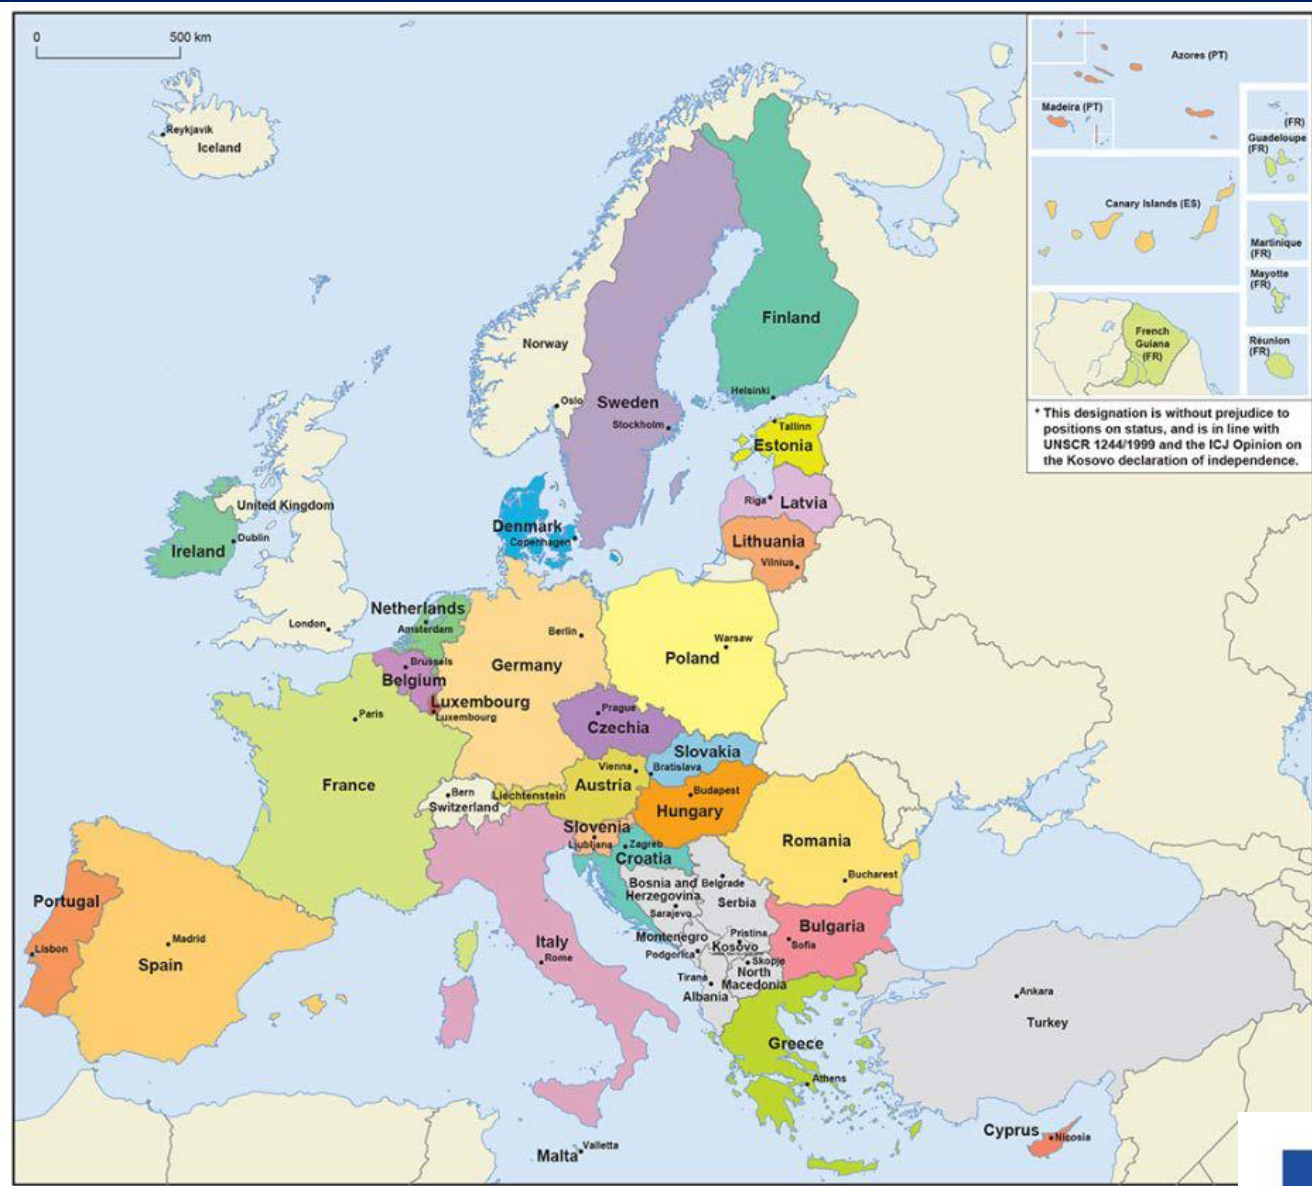 0
500 km
Reykjavik
Iceland
Norway
Oslo
Sweden
Stockholm
Finland
Helsinki
Tallinn
Estonia
Riga
Latvia
Lithuania
Vilnius
Denmark
Copenhagen
United Kingdom
Ireland
Dublin
London
Netherlands
Amsterdam
Brussels
Belgium
Luxembourg
Luxembourg
Berlin
Germany
Warsaw
Poland
Prague
Czechia
Slovakia
Bratislava
Vienna
Austria
Liechtenstein
Paris
France
Bern
Switzerland
Budapest
Hungary
Slovenia
Ljubljana
Zagreb
Croatia
Romania
Bucharest
Bosnia and
Herzegovina
Sarajevo
Belgrade
Serbia
Montenegro
Podgorica
Pristina
Kosovo
Skopje
North
Macedonia
Tirana
Albania
Bulgaria
Sofia
Portugal
Lisbon
Madrid
Spain
Italy
Rome
Greece
Athens
Ankara
Turkey
Cyprus
Nicosia
Malta
Valletta
Azores (PT)
Madeira (PT)
Canary Islands (ES)
French
Guiana
(FR)
(FR)
Guadeloupe
(FR)
Martinique
(FR)
Mayotte
(FR)
Réunion
(FR)
* This designation is without prejudice to
positions on status, and is in line with
UNSCR 1244/1999 and the ICJ Opinion on
the Kosovo declaration of independence.